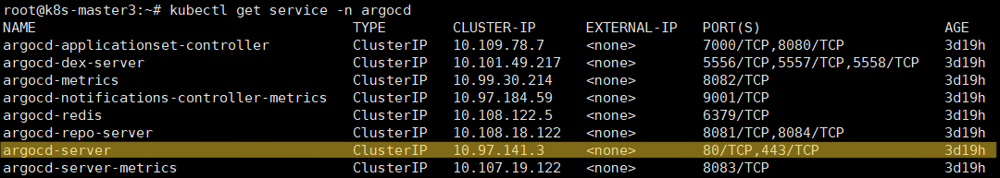 root@k8s-master3:~# kubectl get service -n argocd
NAME TYPE CLUSTER-IP EXTERNAL-IP PORT(S) AGE
argocd-applicationset-controller ClusterIP 10.109.78.7 <none> 7000/TCP,8080/TCP 3d19h
argocd-dex-server ClusterIP 10.101.49.217 <none> 5556/TCP,5557/TCP,5558/TCP 3d19h
argocd-metrics ClusterIP 10.99.30.214 <none> 8082/TCP 3d19h
argocd-notifications-controller-metrics ClusterIP 10.97.184.59 <none> 9001/TCP 3d19h
argocd-redis ClusterIP 10.108.122.5 <none> 6379/TCP 3d19h
argocd-repo-server ClusterIP 10.108.18.122 <none> 8081/TCP,8084/TCP 3d19h
argocd-server ClusterIP 10.97.141.3 <none> 80/TCP,443/TCP 3d19h
argocd-server-metrics ClusterIP 10.107.19.122 <none> 8083/TCP 3d19h